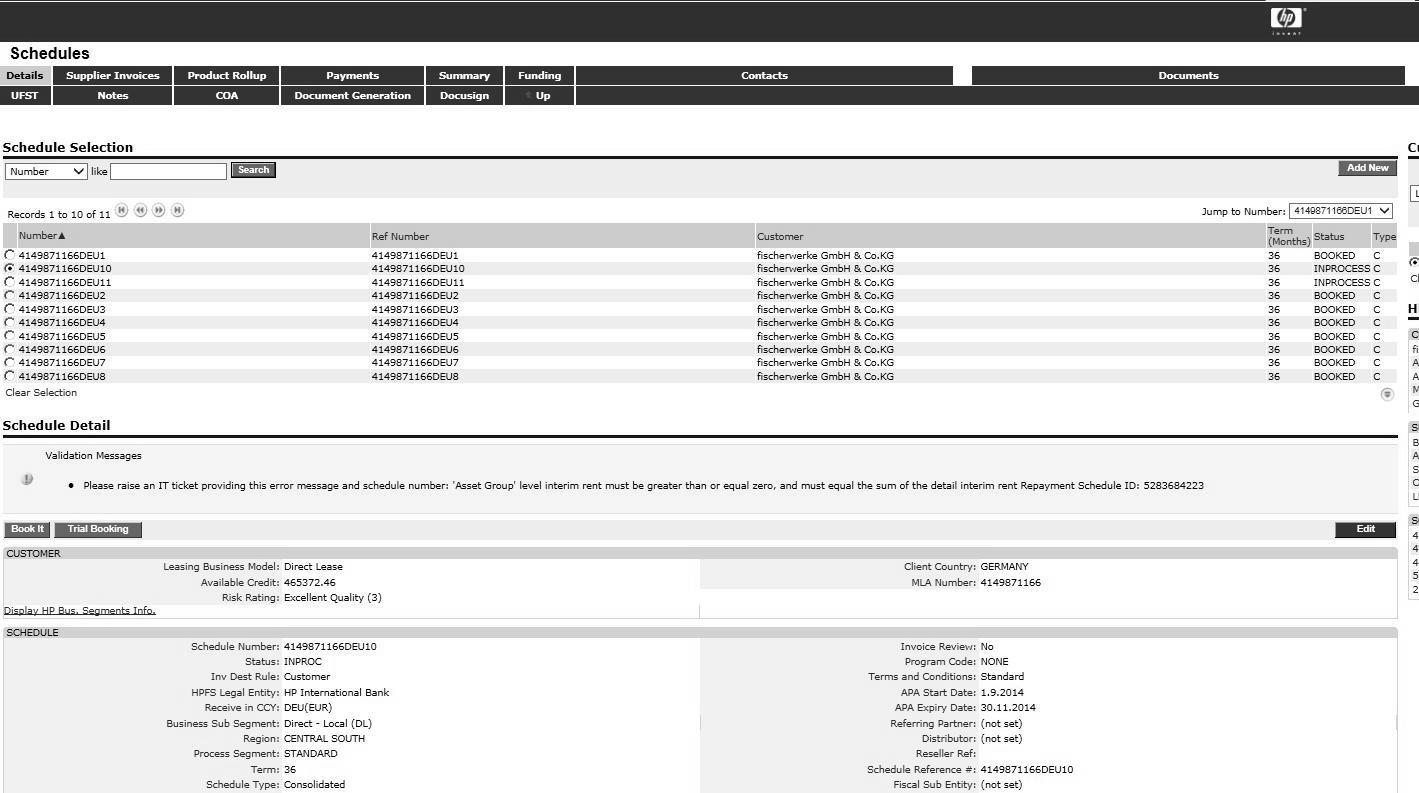 hp
invent
Schedules
Details Supplier Invoices Product Rollup Payments Summary Funding Contacts Documents
UFST Notes COA Document Generation Docusign Up
Schedule Selection
Number like Search Add New
Records 1 to 10 of 11 Jump to Number: 4149871166DEU1
Number▲ Ref Number Customer Term (Months) Status Type
4149871166DEU1 4149871166DEU1 fischerwerke GmbH & Co.KG 36 BOOKED C
4149871166DEU10 4149871166DEU10 fischerwerke GmbH & Co.KG 36 INPROCESS C
4149871166DEU11 4149871166DEU11 fischerwerke GmbH & Co.KG 36 INPROCESS C
4149871166DEU2 4149871166DEU2 fischerwerke GmbH & Co.KG 36 BOOKED C
4149871166DEU3 4149871166DEU3 fischerwerke GmbH & Co.KG 36 BOOKED C
4149871166DEU4 4149871166DEU4 fischerwerke GmbH & Co.KG 36 BOOKED C
4149871166DEU5 4149871166DEU5 fischerwerke GmbH & Co.KG 36 BOOKED C
4149871166DEU6 4149871166DEU6 fischerwerke GmbH & Co.KG 36 BOOKED C
4149871166DEU7 4149871166DEU7 fischerwerke GmbH & Co.KG 36 BOOKED C
4149871166DEU8 4149871166DEU8 fischerwerke GmbH & Co.KG 36 BOOKED C
Clear Selection
Schedule Detail
Validation Messages
• Please raise an IT ticket providing this error message and schedule number: 'Asset Group' level interim rent must be greater than or equal zero, and must equal the sum of the detail interim rent Repayment Schedule ID: 5283684223
Book It Trial Booking Edit
CUSTOMER
Leasing Business Model: Direct Lease Client Country: GERMANY
Available Credit: 465372.46 MLA Number: 4149871166
Risk Rating: Excellent Quality (3)
Display HP Bus. Segments Info.
SCHEDULE
Schedule Number: 4149871166DEU10 Invoice Review: No
Status: INPROC Program Code: NONE
Inv Dest Rule: Customer Terms and Conditions: Standard
HPFS Legal Entity: HP International Bank APA Start Date: 1.9.2014
Receive in CCY: DEU(EUR) APA Expiry Date: 30.11.2014
Business Sub Segment: Direct - Local (DL) Referring Partner: (not set)
Region: CENTRAL SOUTH Distributor: (not set)
Process Segment: STANDARD Reseller Ref:
Term: 36 Schedule Reference #: 4149871166DEU10
Schedule Type: Consolidated Fiscal Sub Entity: (not set)